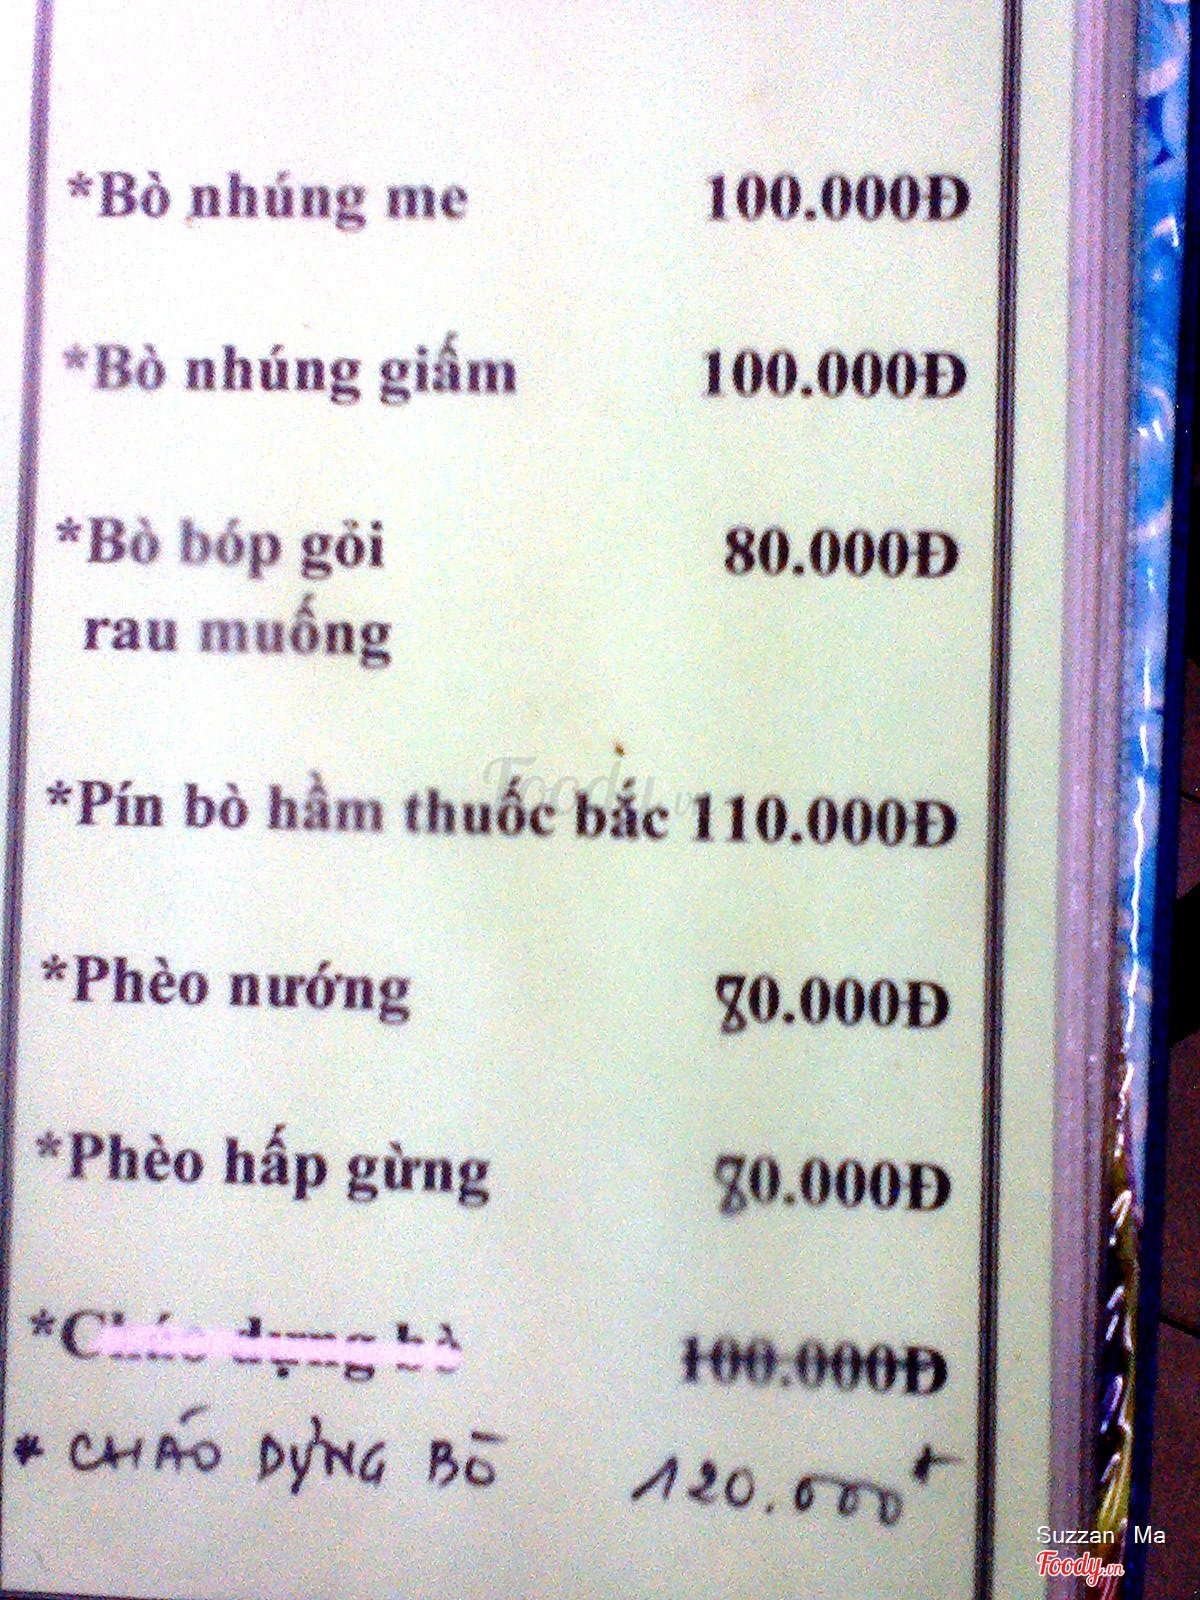 *Bò nhúng me 100.000Đ
*Bò nhúng giấm 100.000Đ
*Bò bóp gỏi 80.000Đ
rau muống
*Pín bò hầm thuốc bắc 110.000Đ
*Phèo nướng 80.000Đ
*Phèo hấp gừng 80.000Đ
*Cháo dựng bò 100.000Đ
* CHÁO DỰNG BÒ 120.000đ
Foody.vn
Suzzan Ma
Foody.vn